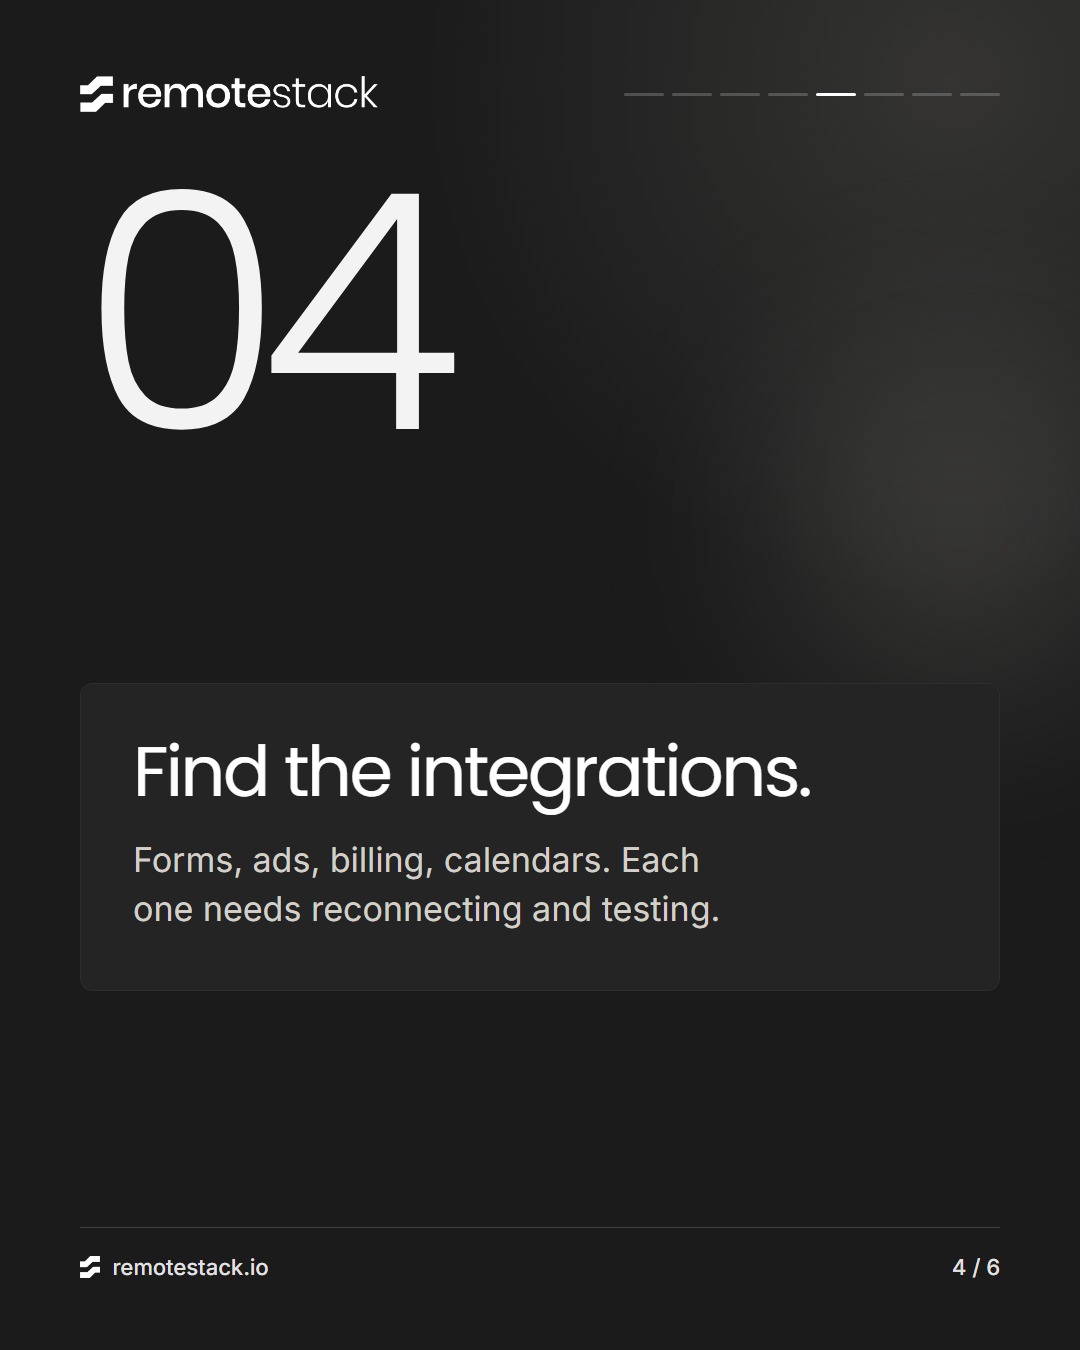 remotestack
04
Find the integrations.
Forms, ads, billing, calendars. Each
one needs reconnecting and testing.
remotestack.io
4 / 6